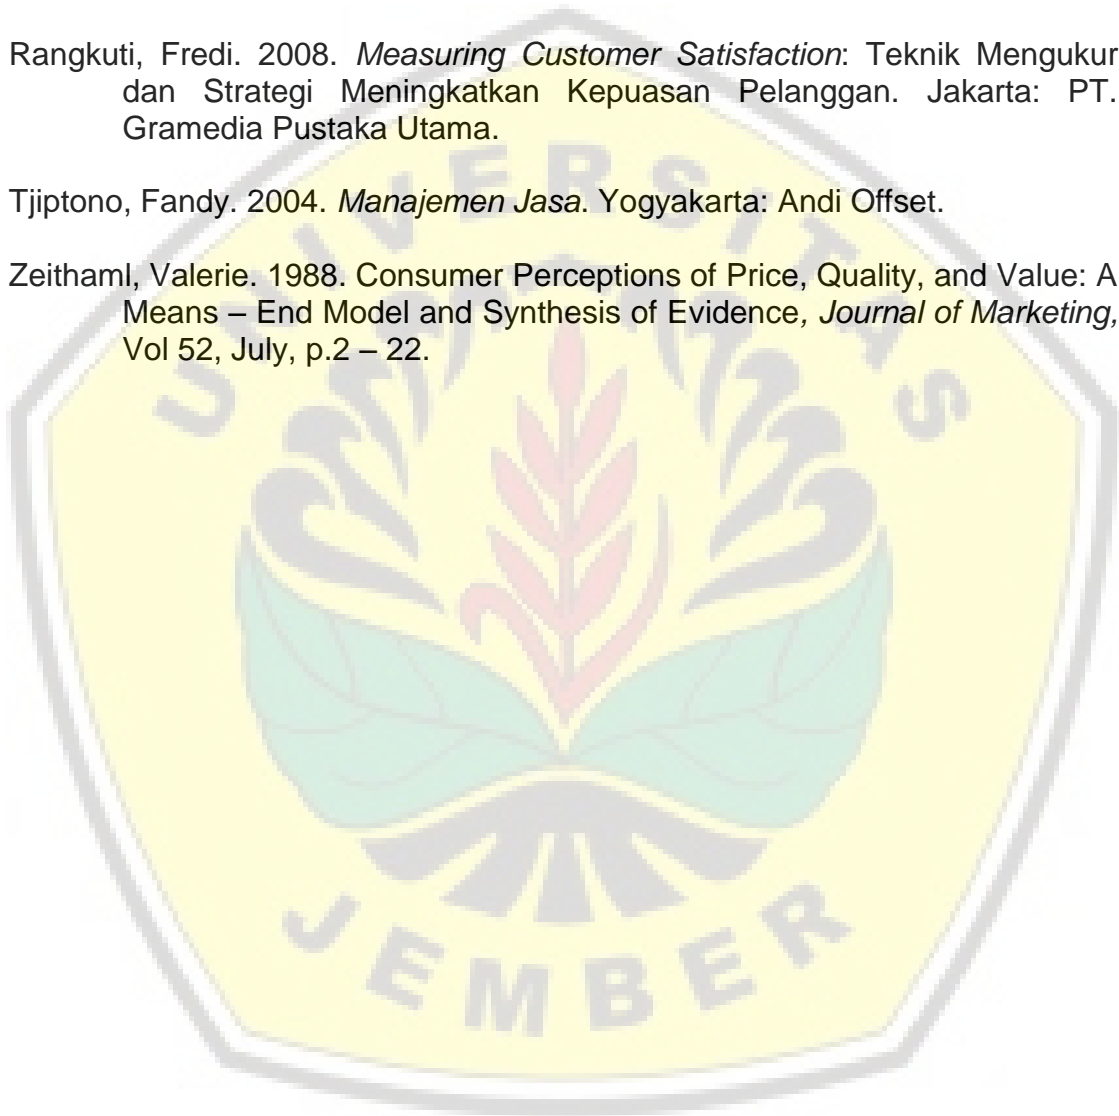 Rangkuti, Fredi. 2008. Measuring Customer Satisfaction: Teknik Mengukur
dan Strategi Meningkatkan Kepuasan Pelanggan. Jakarta: PT.
Gramedia Pustaka Utama.
Tjiptono, Fandy. 2004. Manajemen Jasa. Yogyakarta: Andi Offset.
Zeithaml, Valerie. 1988. Consumer Perceptions of Price, Quality, and Value: A
Means – End Model and Synthesis of Evidence, Journal of Marketing,
Vol 52, July, p.2 – 22.
UNIVERSITAS
JEMBER